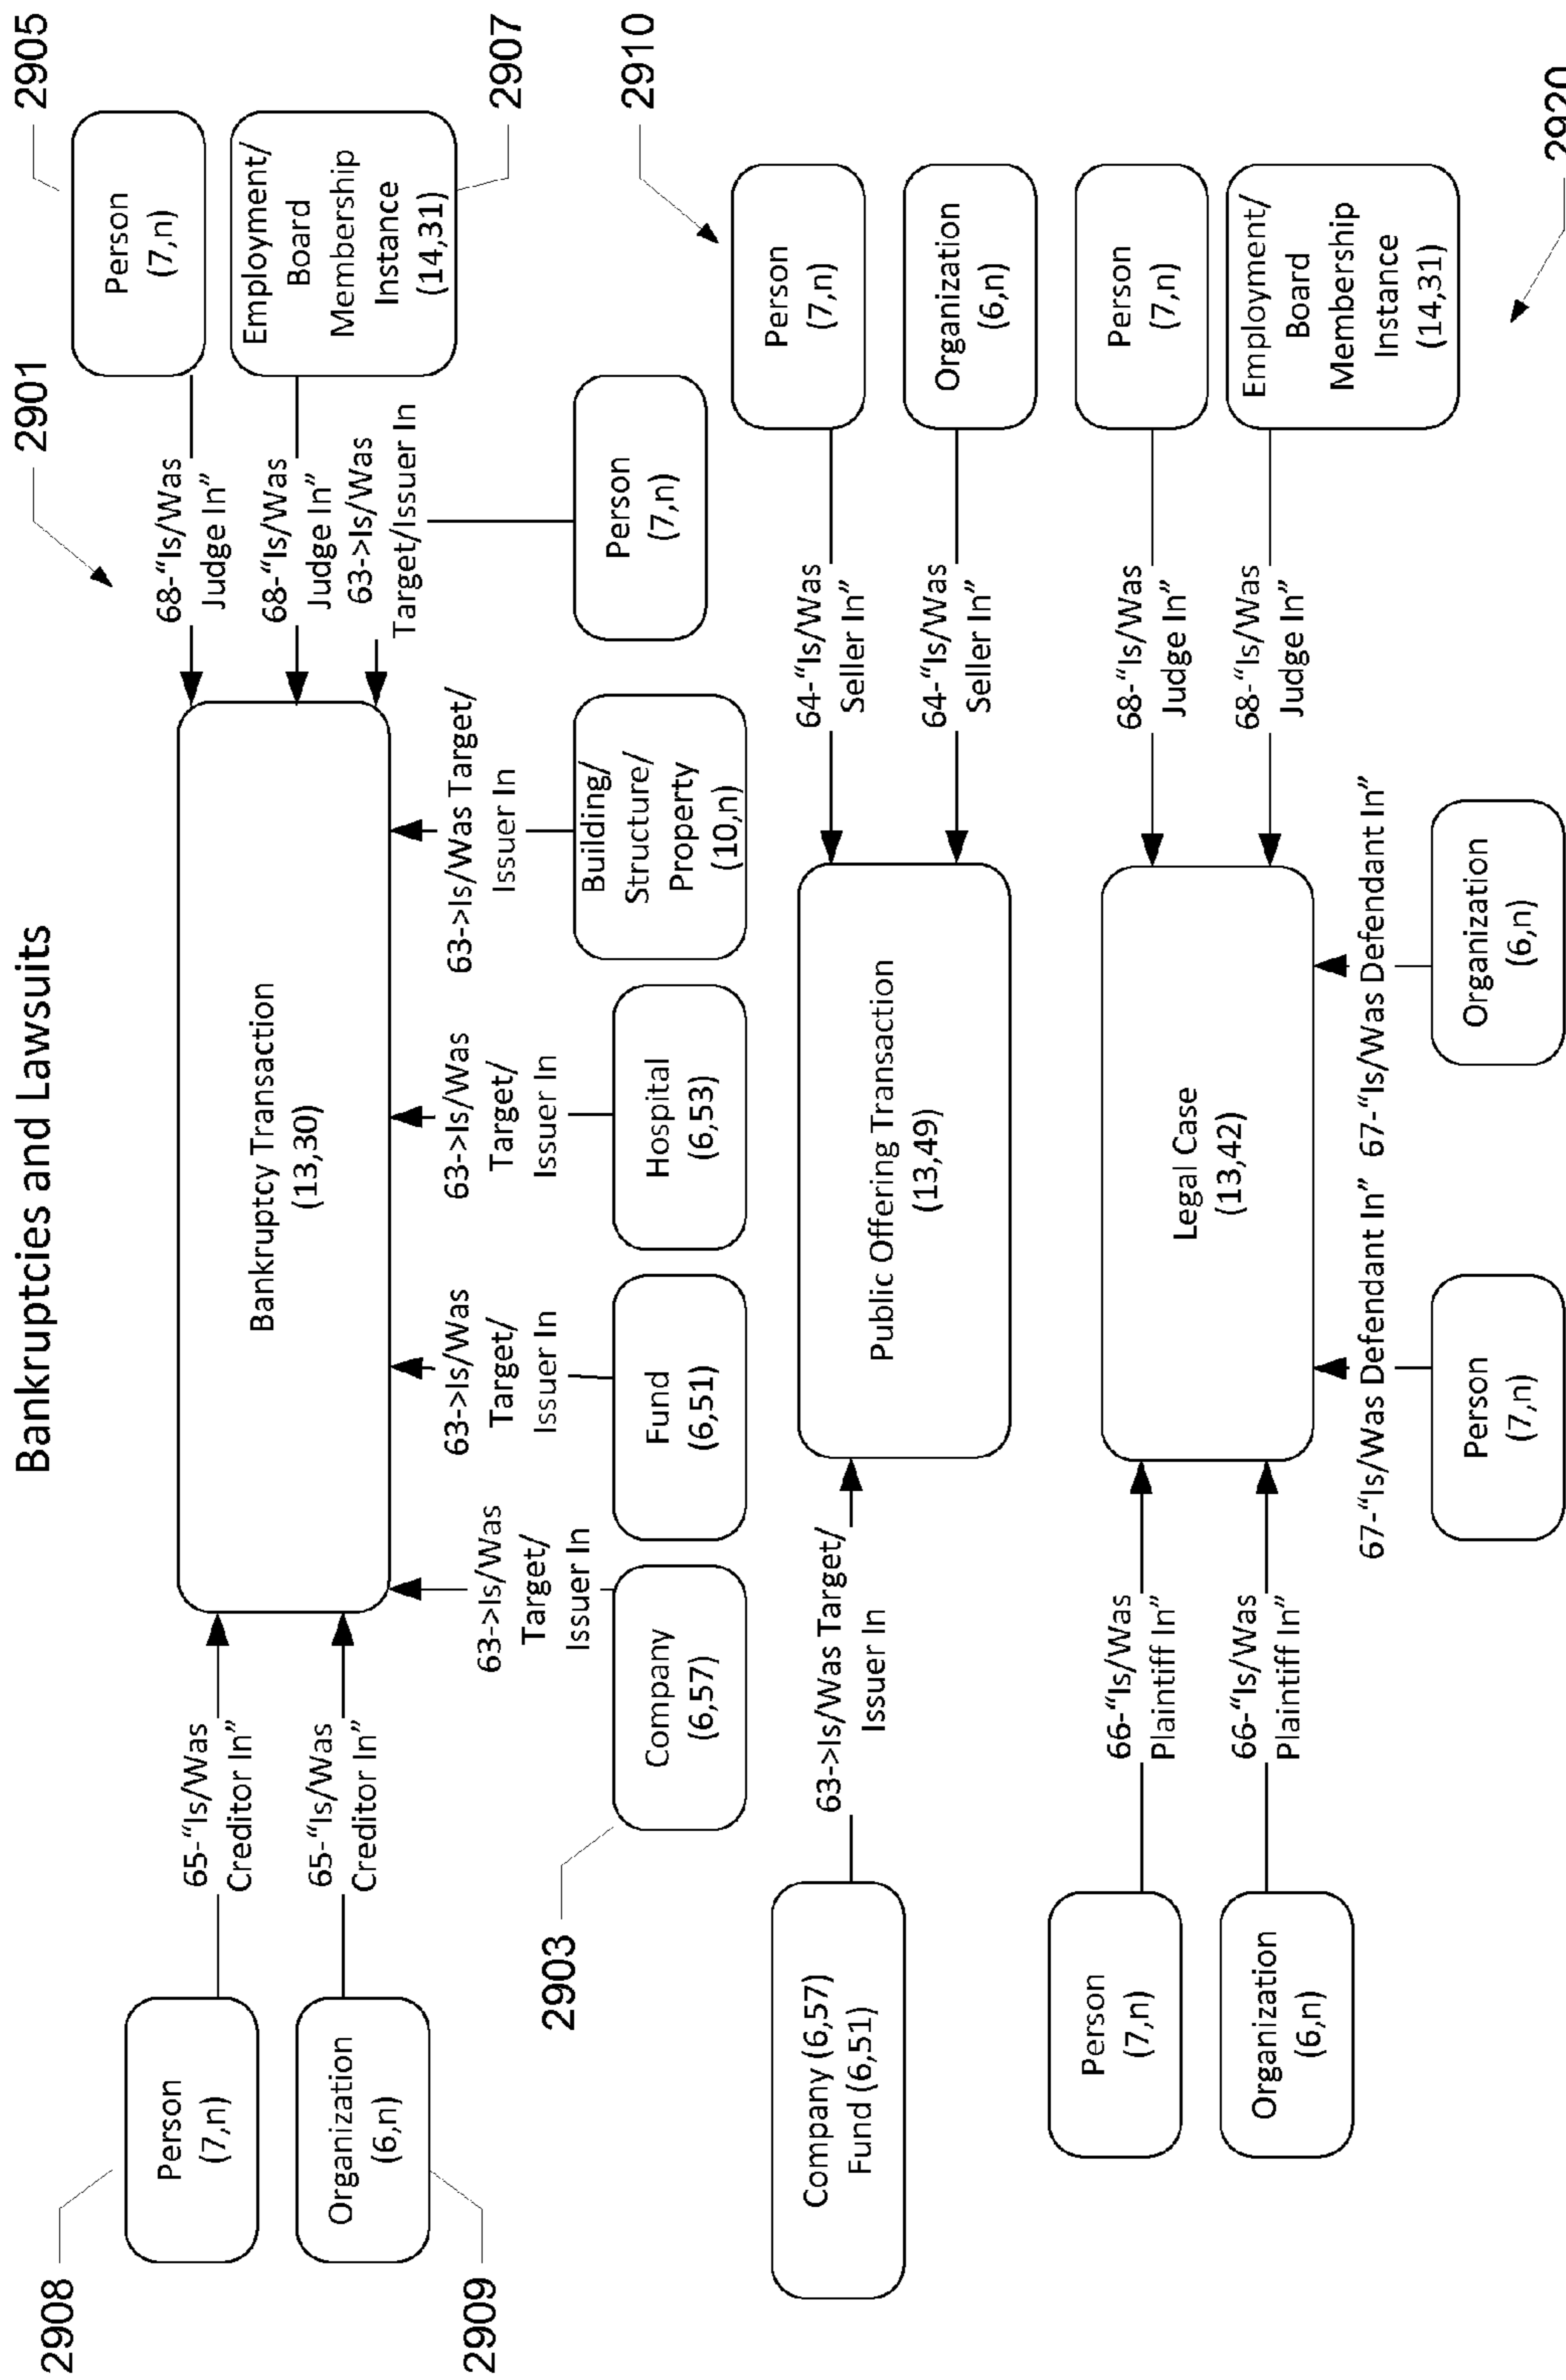 Bankruptcies and Lawsuits
2901
2905
2907
2908
2909
2903
Person
(7,n)
Organization
(6,n)
65-“Is/Was
Creditor In”
65-“Is/Was
Creditor In”
Bankruptcy Transaction
(13,30)
68-“Is/Was
Judge In”
68-“Is/Was
Judge In”
63->Is/Was
Target/Issuer In
Person
(7,n)
Employment/
Board
Membership
Instance
(14,31)
63->Is/Was
Target/
Issuer In
63->Is/Was
Target/
Issuer In
63->Is/Was
Target/
Issuer In
63->Is/Was Target/
Issuer In
Company
(6,57)
Fund
(6,51)
Hospital
(6,53)
Building/
Structure/
Property
(10,n)
Person
(7,n)
2910
Company (6,57)
Fund (6,51)
63->Is/Was Target/
Issuer In
Public Offering Transaction
(13,49)
64-“Is/Was
Seller In”
64-“Is/Was
Seller In”
Person
(7,n)
Organization
(6,n)
Person
(7,n)
Organization
(6,n)
66-“Is/Was
Plaintiff In”
66-“Is/Was
Plaintiff In”
Legal Case
(13,42)
68-“Is/Was
Judge In”
68-“Is/Was
Judge In”
Person
(7,n)
Employment/
Board
Membership
Instance
(14,31)
67-“Is/Was Defendant In” 67-“Is/Was Defendant In”
Person
(7,n)
Organization
(6,n)
2920